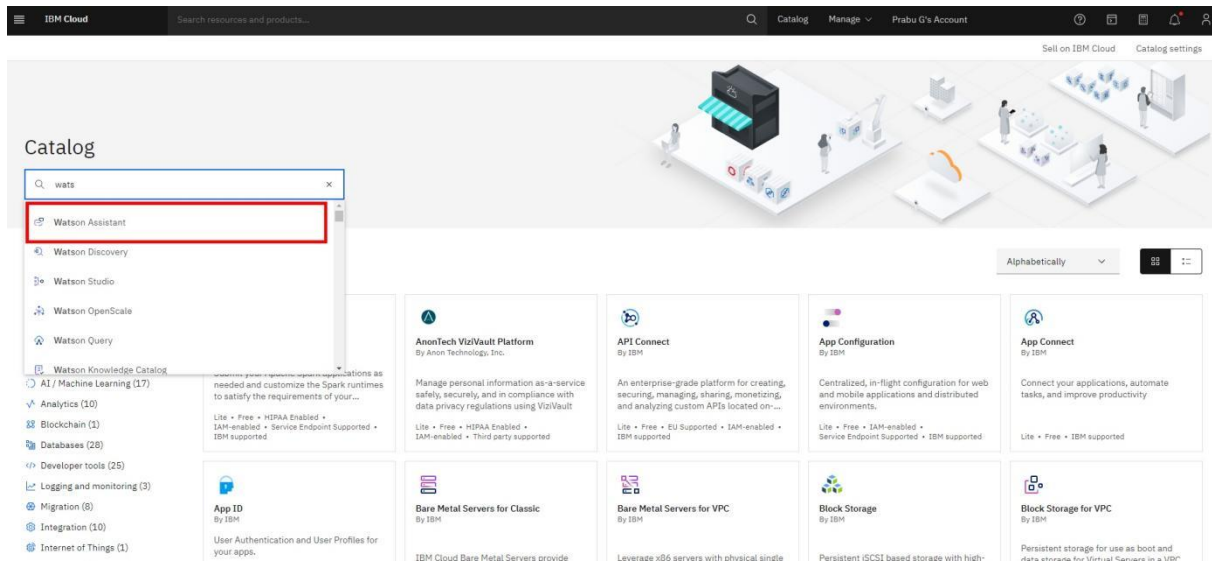 IBM Cloud
Search resources and products...
Catalog
Manage
Prabu G's Account
Sell on IBM Cloud
Catalog settings
Catalog
wats
Watson Assistant
Watson Discovery
Watson Studio
Watson OpenScale
Watson Query
Watson Knowledge Catalog
Alphabetically
AI / Machine Learning (17)
Analytics (10)
Blockchain (1)
Databases (28)
Developer tools (25)
Logging and monitoring (3)
Migration (8)
Integration (10)
Internet of Things (1)
Submit your Apache Spark applications as
needed and customize the Spark runtimes
to satisfy the requirements of your...
Lite • Free • HIPAA Enabled •
IAM-enabled • Service Endpoint Supported •
IBM supported
AnonTech ViziVault Platform
By Anon Technology, Inc.
Manage personal information as-a-service
safely, securely, and in compliance with
data privacy regulations using ViziVault
Lite • Free • HIPAA Enabled •
IAM-enabled • Third party supported
API Connect
By IBM
An enterprise-grade platform for creating,
securing, managing, sharing, monetizing,
and analyzing custom APIs located on-...
Lite • Free • EU Supported • IAM-enabled •
IBM supported
App Configuration
By IBM
Centralized, in-flight configuration for web
and mobile applications and distributed
environments.
Lite • Free • IAM-enabled •
Service Endpoint Supported • IBM supported
App Connect
By IBM
Connect your applications, automate
tasks, and improve productivity
Lite • Free • IBM supported
App ID
By IBM
User Authentication and User Profiles for
your apps.
Bare Metal Servers for Classic
By IBM
IBM Cloud Bare Metal Servers provide
Bare Metal Servers for VPC
By IBM
Leverage x86 servers with physical single
Block Storage
By IBM
Persistent iSCSI based storage with high-
Block Storage for VPC
By IBM
Persistent storage for use as boot and
data storage for Virtual Servers in a VPC